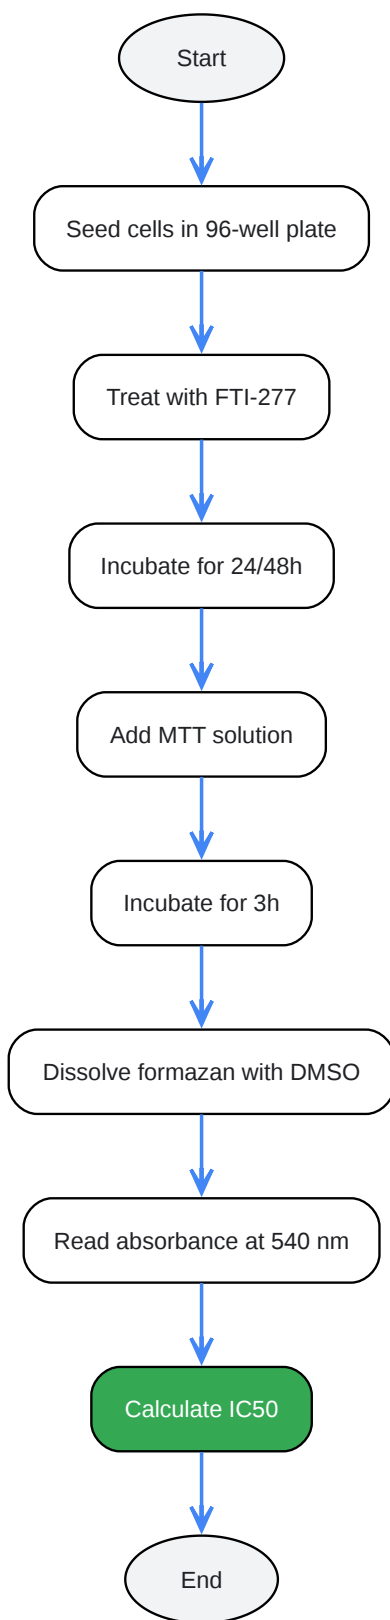 Start
Seed cells in 96-well plate
Treat with FTI-277
Incubate for 24/48h
Add MTT solution
Incubate for 3h
Dissolve formazan with DMSO
Read absorbance at 540 nm
Calculate IC50
End